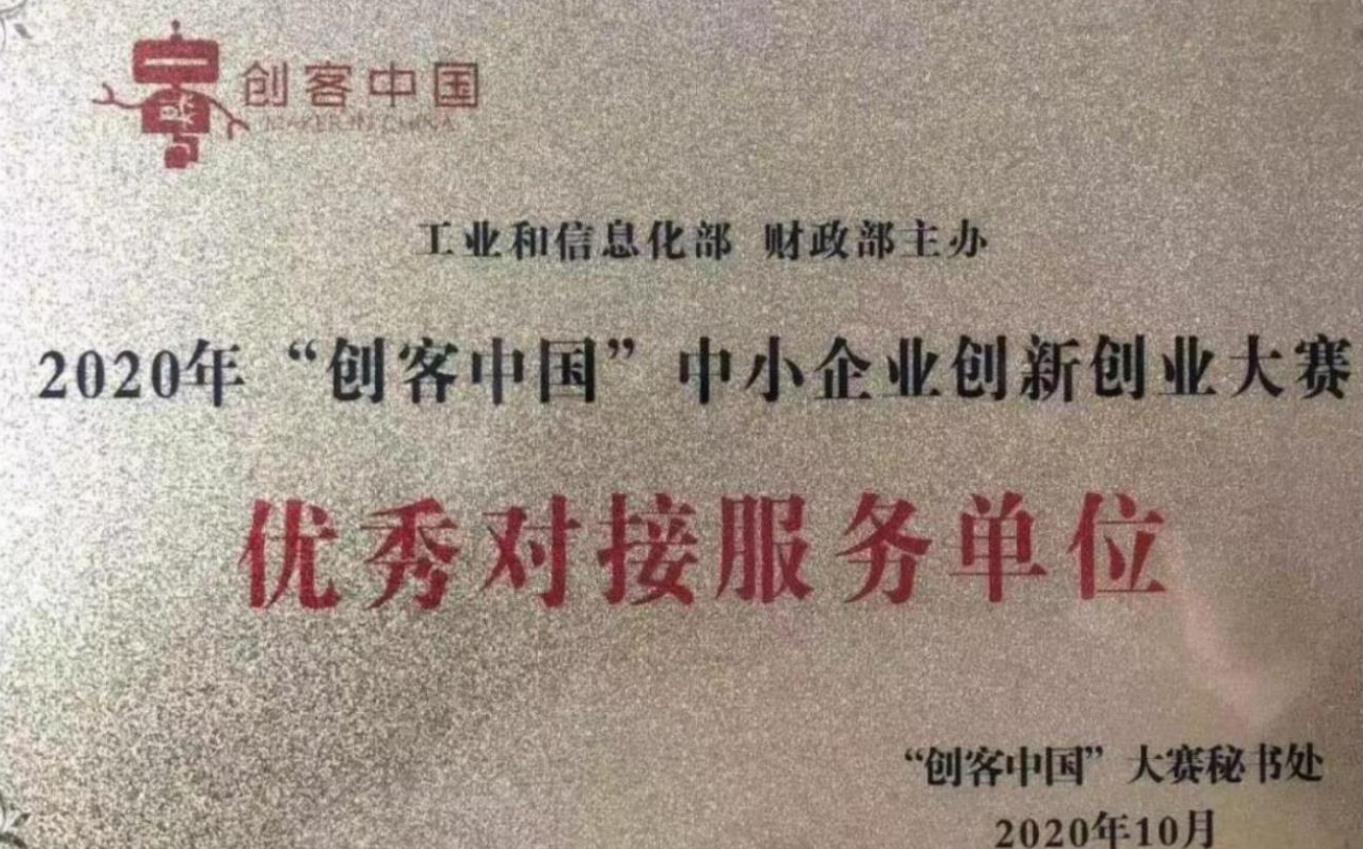 创客中国
MAKER IN CHINA
工业和信息化部 财政部主办
2020年“创客中国”中小企业创新创业大赛
优秀对接服务单位
“创客中国”大赛秘书处
2020年10月